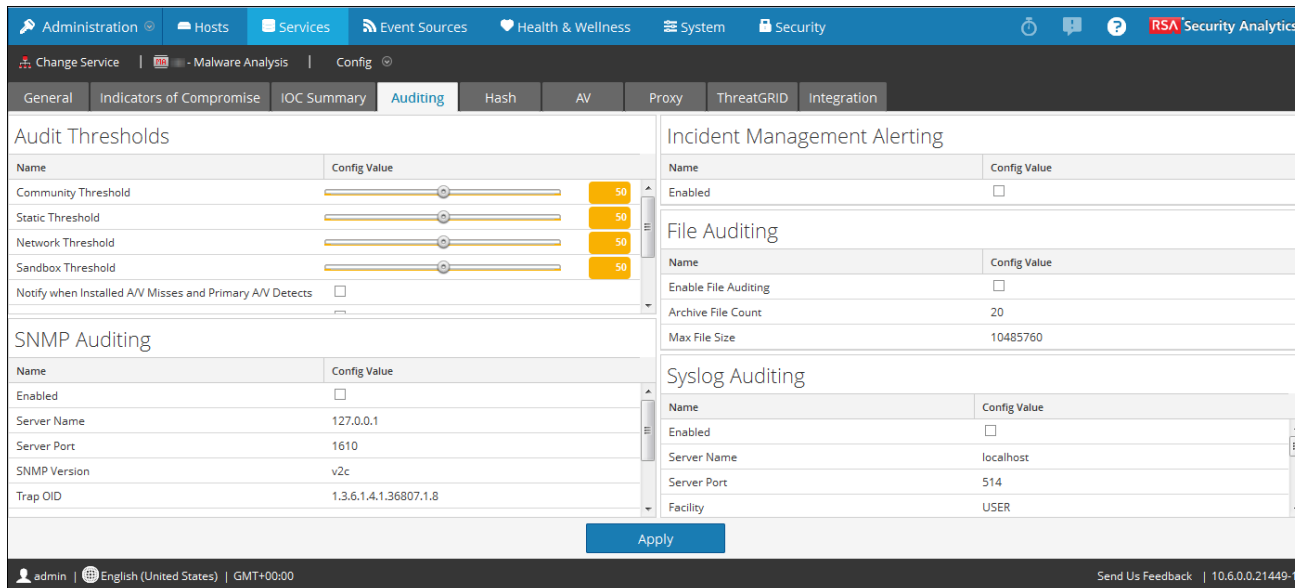 Administration Hosts Services Event Sources Health & Wellness System Security RSA Security Analytics
Change Service | MA - Malware Analysis | Config
General Indicators of Compromise IOC Summary Auditing Hash AV Proxy ThreatGRID Integration
Audit Thresholds
Name Config Value
Community Threshold 50
Static Threshold 50
Network Threshold 50
Sandbox Threshold 50
Notify when Installed A/V Misses and Primary A/V Detects
SNMP Auditing
Name Config Value
Enabled
Server Name 127.0.0.1
Server Port 1610
SNMP Version v2c
Trap OID 1.3.6.1.4.1.36807.1.8
Incident Management Alerting
Name Config Value
Enabled
File Auditing
Name Config Value
Enable File Auditing
Archive File Count 20
Max File Size 10485760
Syslog Auditing
Name Config Value
Enabled
Server Name localhost
Server Port 514
Facility USER
Apply
admin | English (United States) | GMT+00:00 Send Us Feedback | 10.6.0.0.21449-1